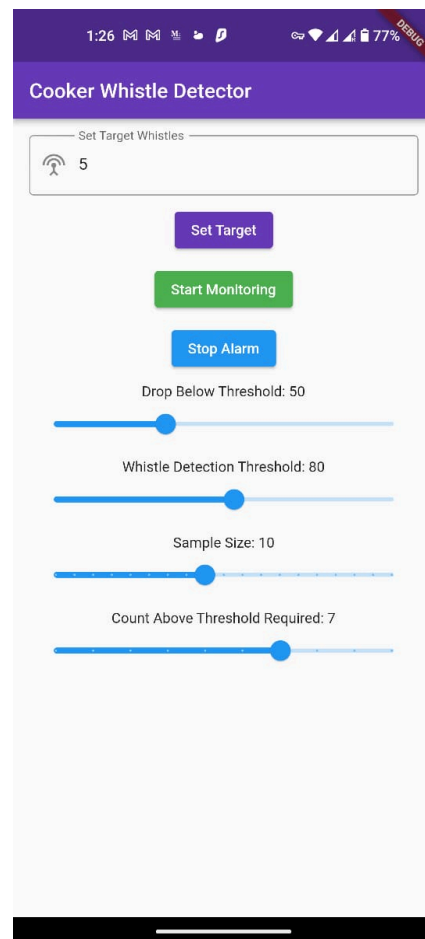 1:26 77%
DEBUG
Cooker Whistle Detector
Set Target Whistles
5
Set Target
Start Monitoring
Stop Alarm
Drop Below Threshold: 50
Whistle Detection Threshold: 80
Sample Size: 10
Count Above Threshold Required: 7